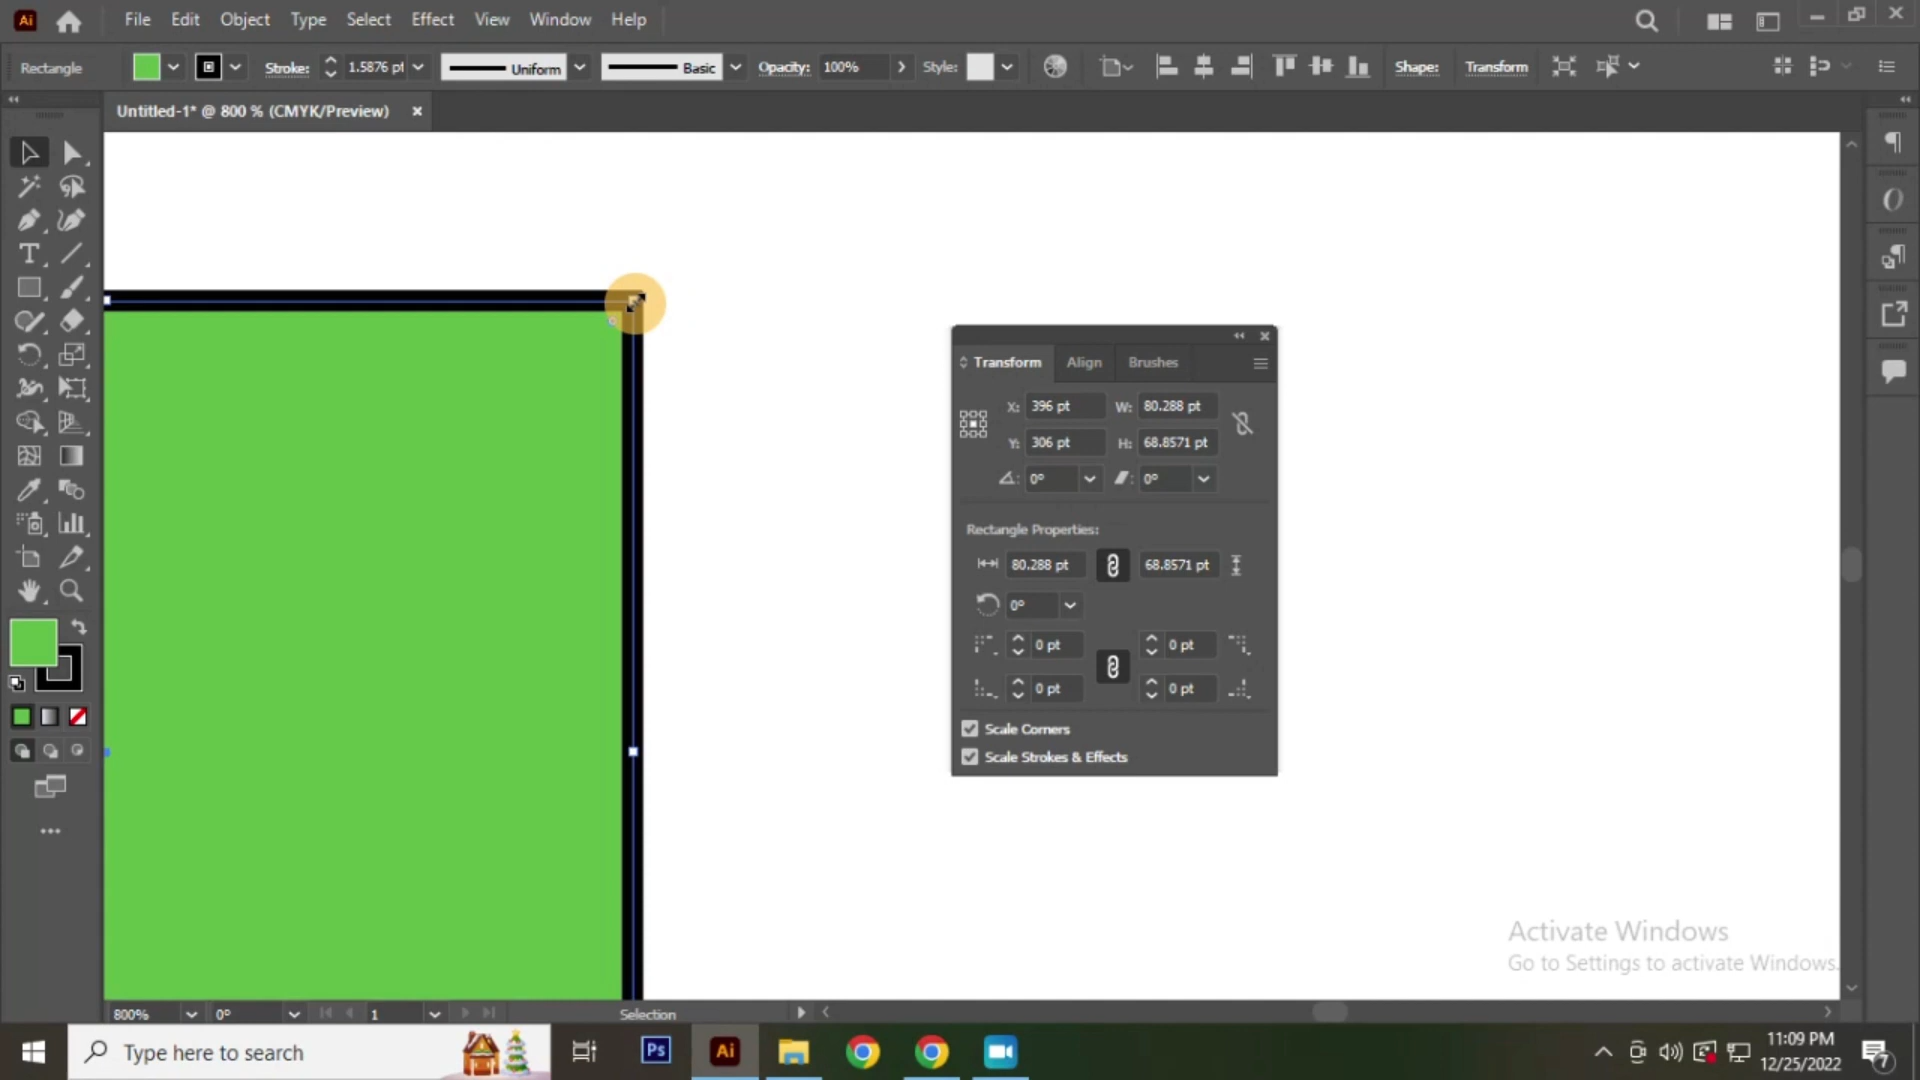 Ai File Edit Object Type Select Effect View Window Help
Rectangle Stroke: 1.5876 pt Uniform Basic Opacity: 100% Style: Shape: Transform
Untitled-1* @ 800 % (CMYK/Preview) ×
Transform Align Brushes
X: 396 pt W: 80.288 pt
Y: 306 pt H: 68.8571 pt
0° 0°
Rectangle Properties:
80.288 pt 68.8571 pt
0°
0 pt 0 pt
0 pt 0 pt
Scale Corners
Scale Strokes & Effects
Activate Windows
Go to Settings to activate Windows.
800% 0° 1 Selection
Type here to search Ps Ai 11:09 PM
12/25/2022 7